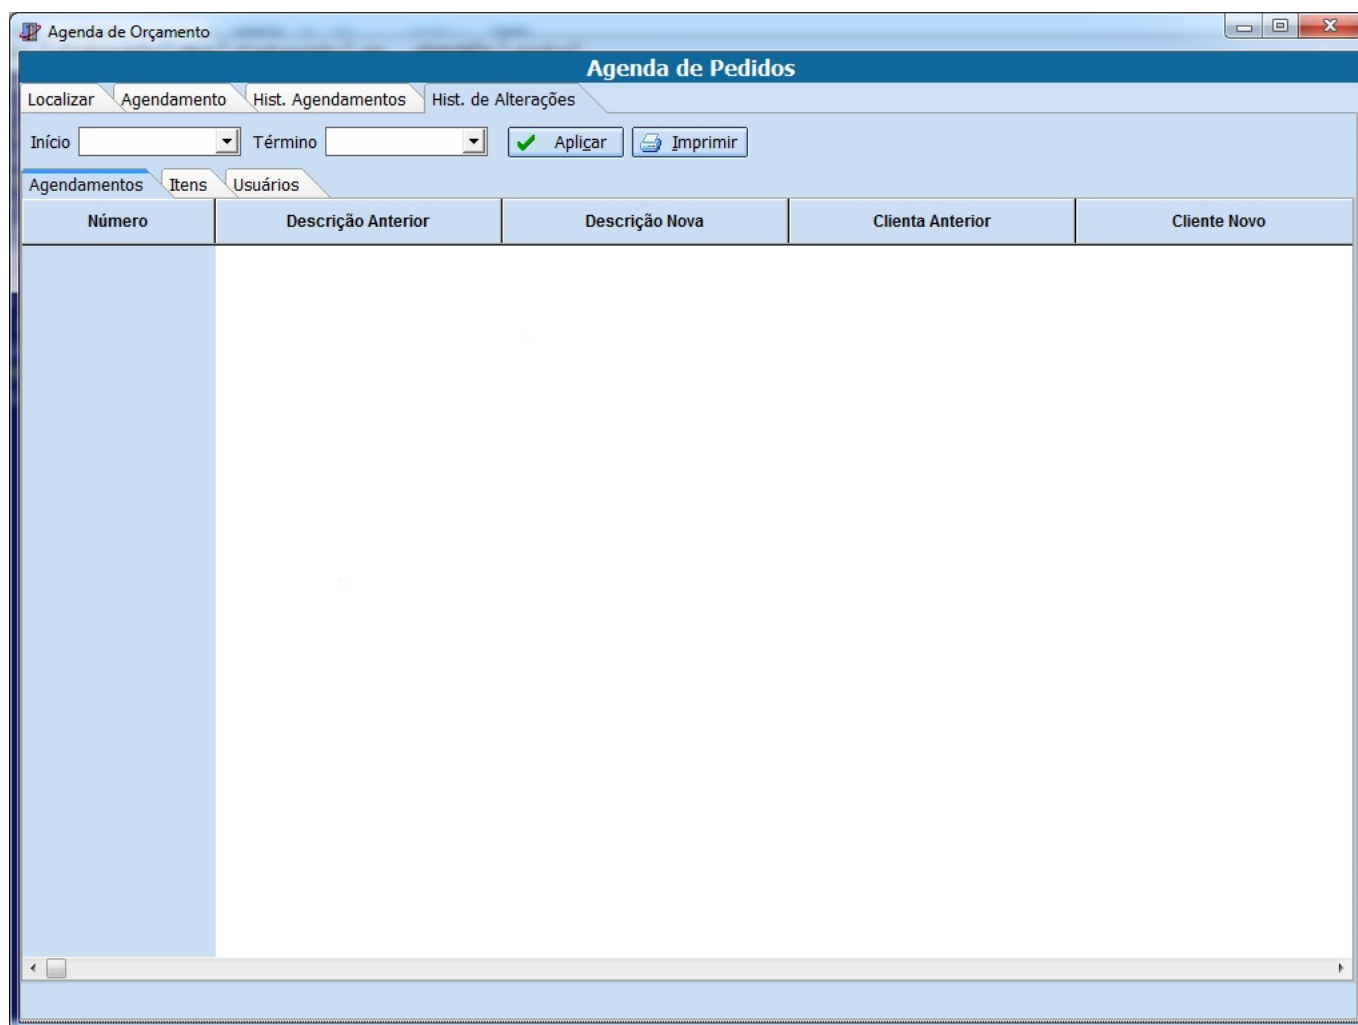 Agenda de Orçamento
Agenda de Pedidos
Localizar Agendamento Hist. Agendamentos Hist. de Alterações
Início Término Aplicar Imprimir
Agendamentos Itens Usuários
Número Descrição Anterior Descrição Nova Clienta Anterior Cliente Novo